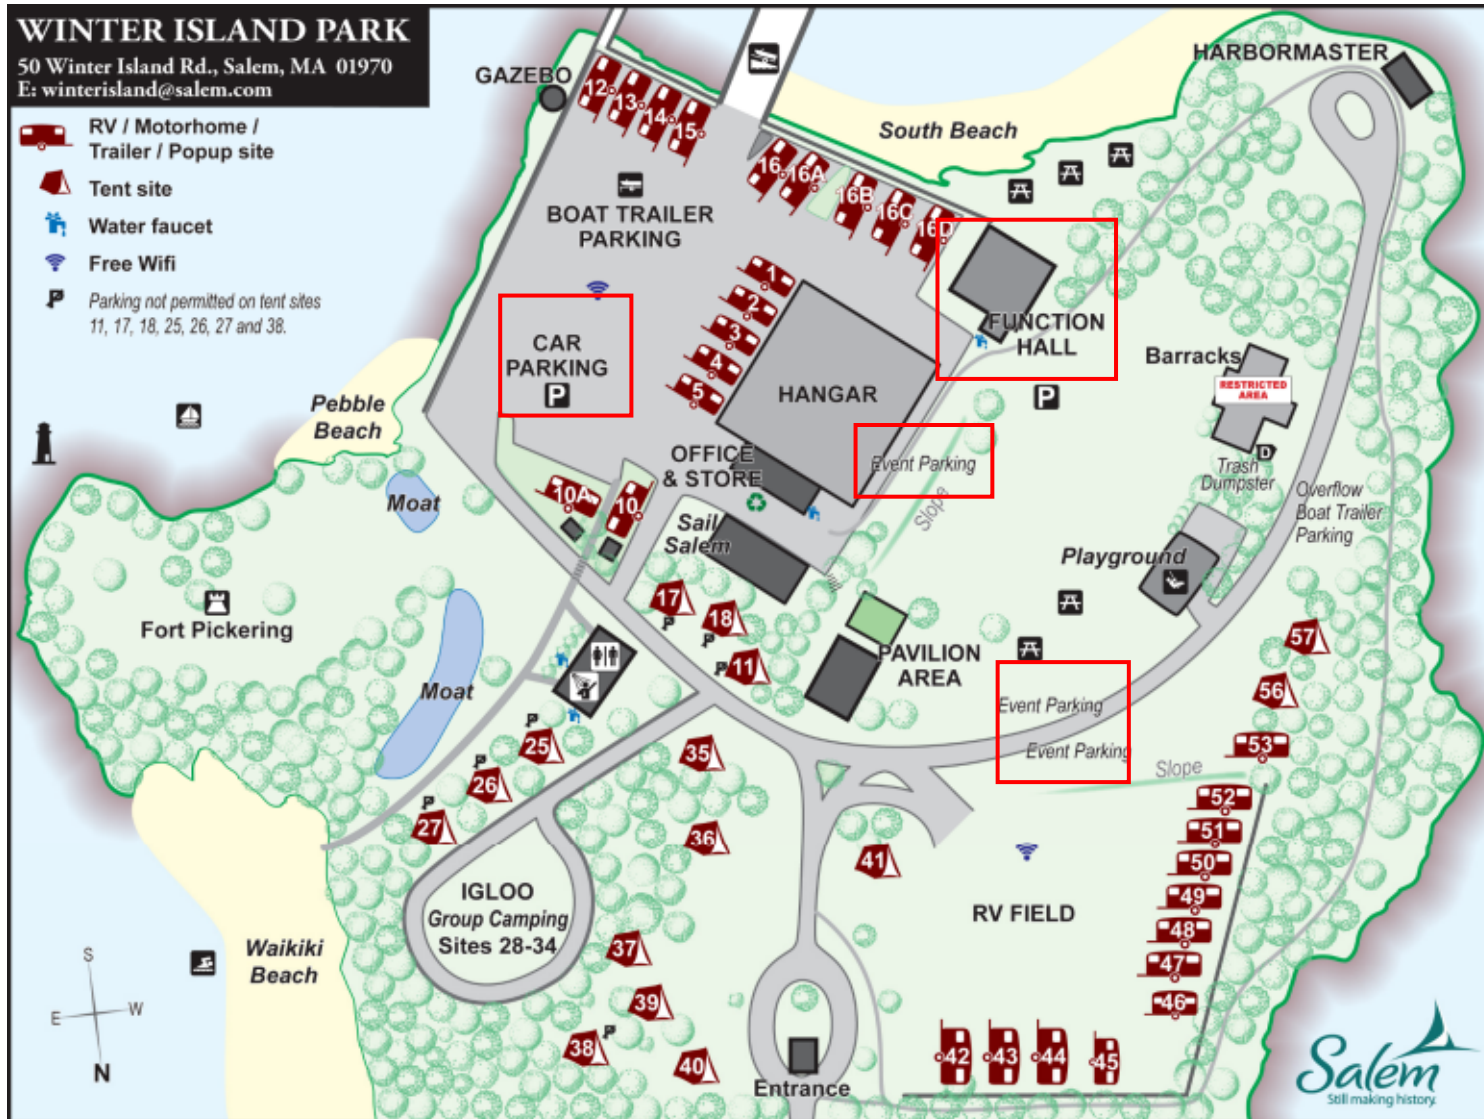 WINTER ISLAND PARK
50 Winter Island Rd., Salem, MA 01970
E: winterisland@salem.com
RV / Motorhome /
Trailer / Popup site
Tent site
Water faucet
Free Wifi
P
Parking not permitted on tent sites
11, 17, 18, 25, 26, 27 and 38.
GAZEBO
12
13
14
15
HARBORMASTER
South Beach
16
16A
16B
16C
16D
BOAT TRAILER
PARKING
1
2
3
4
5
CAR
PARKING
P
HANGAR
FUNCTION
HALL
P
Barracks
RESTRICTED
AREA
D
Trash
Dumpster
Overflow
Boat Trailer
Parking
Pebble
Beach
Moat
OFFICE
& STORE
Event Parking
Slope
10A
10
Sail
Salem
Playground
Fort Pickering
17
P
18
P
11
P
PAVILION
AREA
57
56
53
Moat
Event Parking
Event Parking
Slope
P
25
P
26
P
27
35
36
41
52
51
50
49
48
47
46
IGLOO
Group Camping
Sites 28-34
RV FIELD
Waikiki
Beach
37
39
38
P
40
42
43
44
45
Entrance
S
E
W
N
Salem
Still making history.